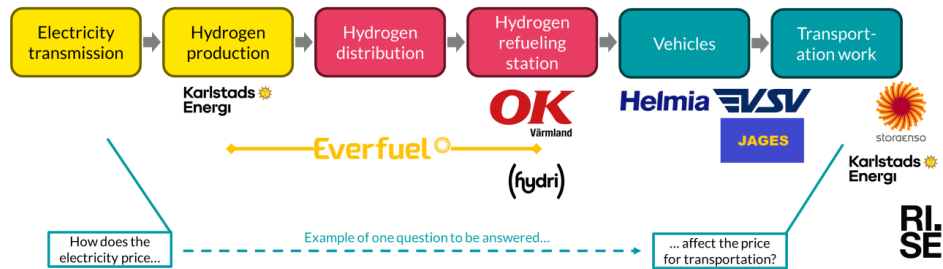 Electricity
transmission
Hydrogen
production
Hydrogen
distribution
Hydrogen
refueling
station
Vehicles
Transport-
ation work
Karlstads
Energi
OK
Värmland
Everfuel
(hydri)
Helmia
VSV
JAGES
storaenso
Karlstads
Energi
How does the
electricity price...
Example of one question to be answered...
... affect the price
for transportation?
RI.
SE